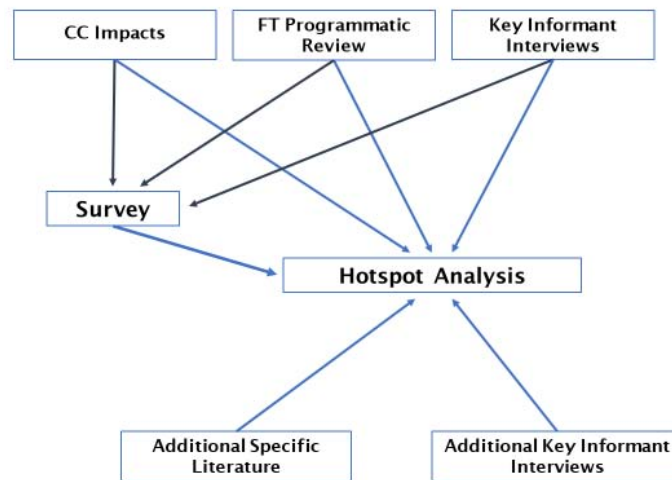 CC Impacts
FT Programmatic
Review
Key Informant
Interviews
Survey
Hotspot Analysis
Additional Specific
Literature
Additional Key Informant
Interviews